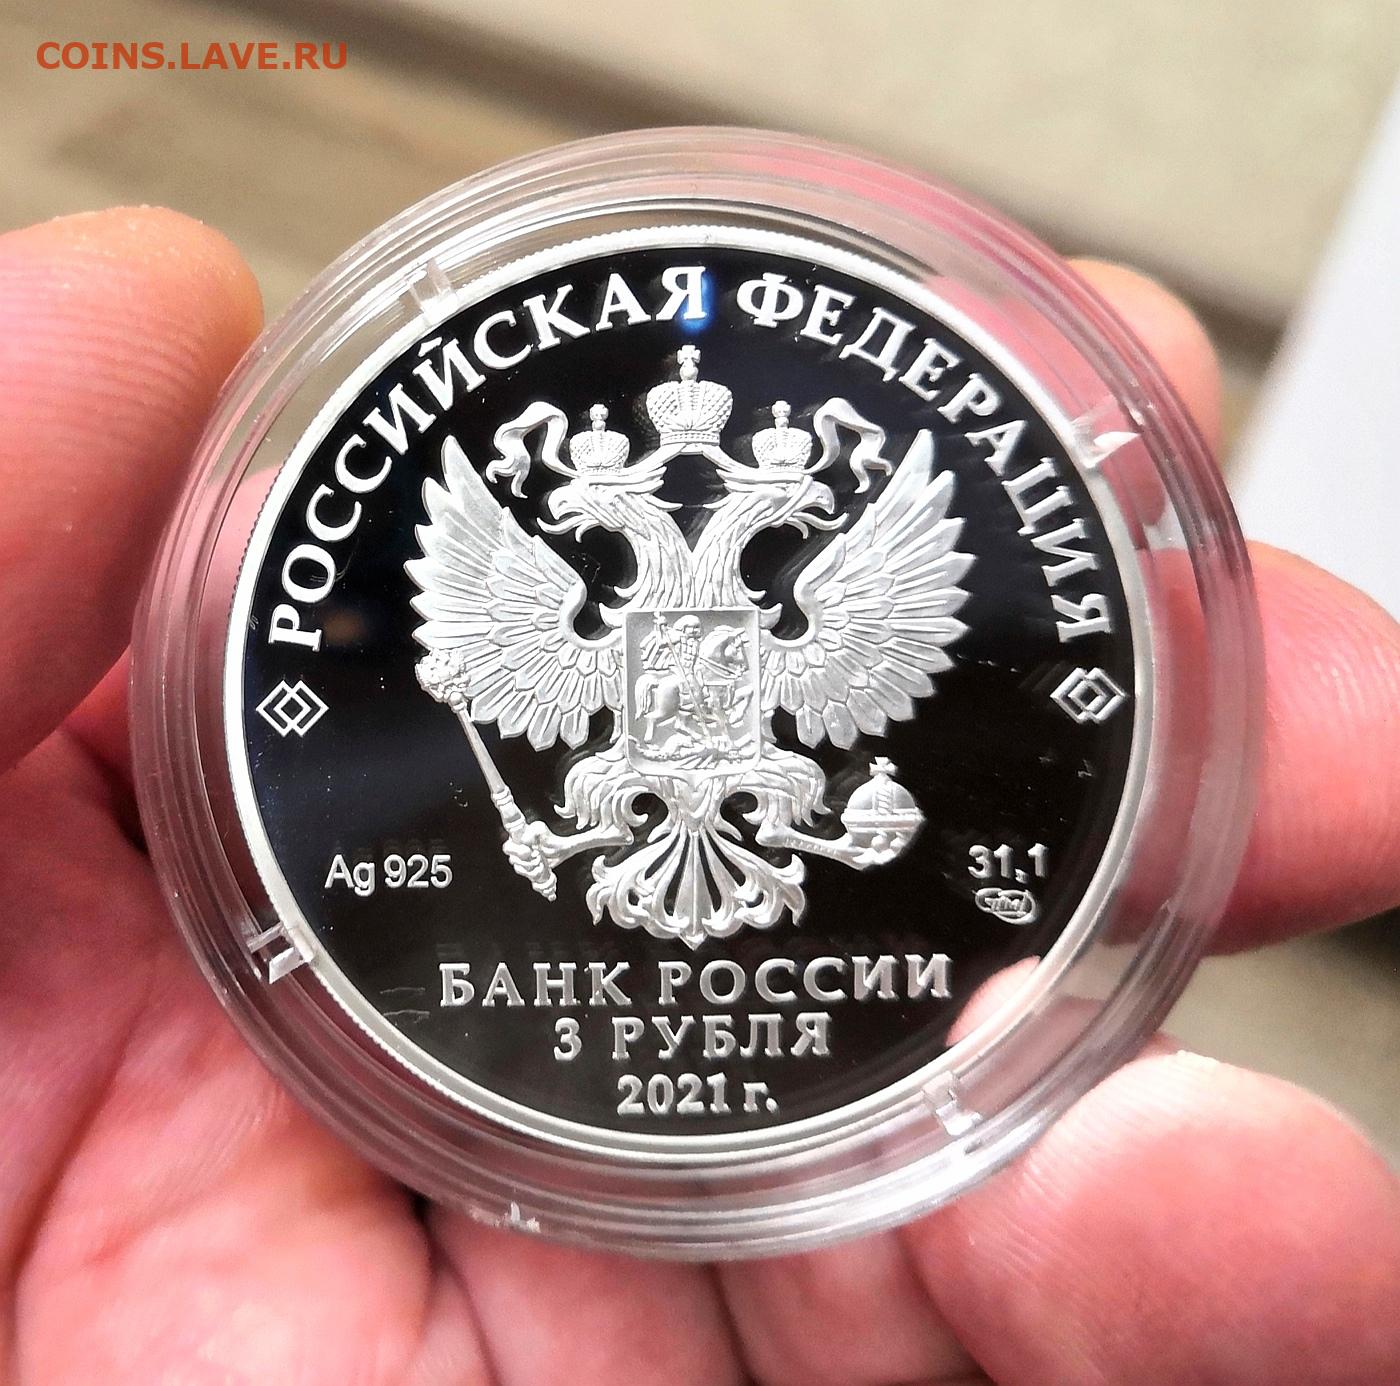 COINS.LAVE.RU
РОССИЙСКАЯ ФЕДЕРАЦИЯ
Ag 925
31,1
БАНК РОССИИ
3 РУБЛЯ
2021 г.